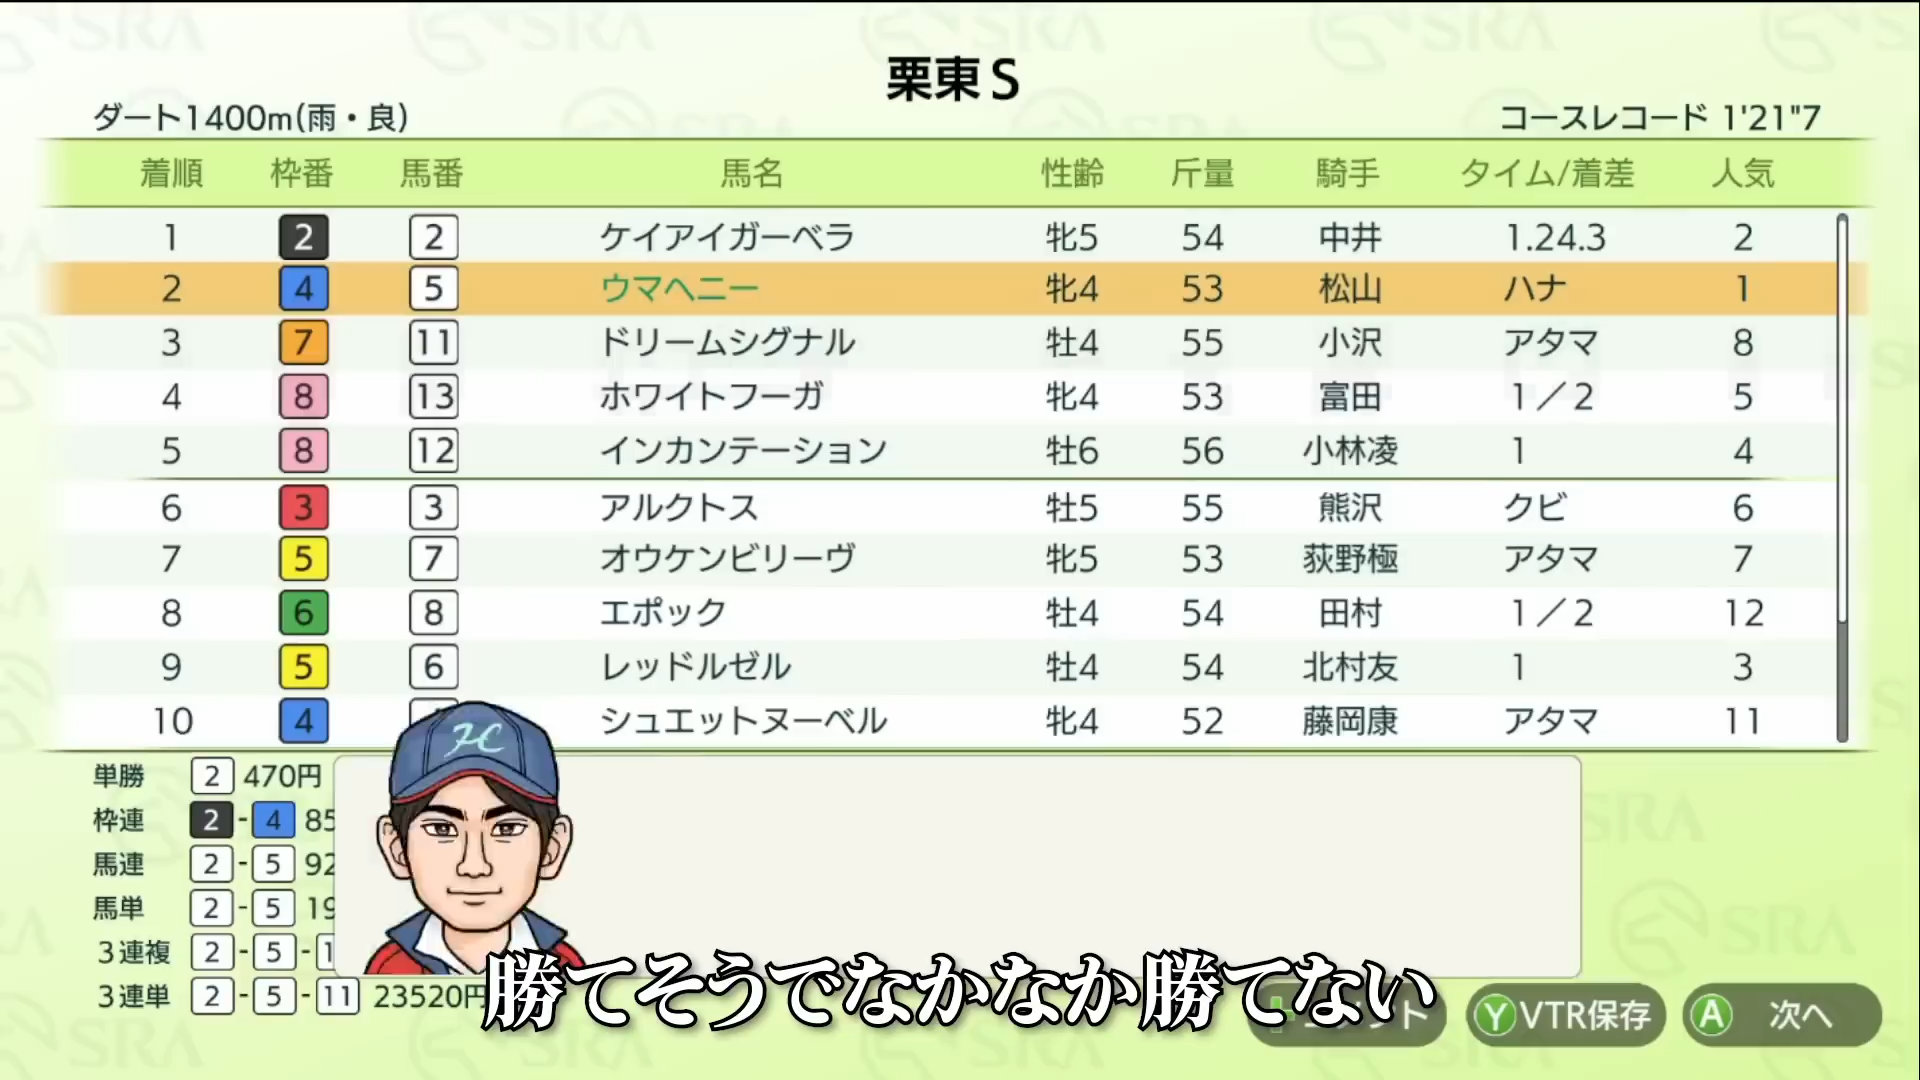 栗東S
ダート1400m(雨・良)
コースレコード 1'21"7
着順 枠番 馬番 馬名 性齢 斤量 騎手 タイム/着差 人気
1 2 2 ケイアイガーベラ 牝5 54 中井 1.24.3 2
2 4 5 ウマヘニー 牝4 53 松山 ハナ 1
3 7 11 ドリームシグナル 牡4 55 小沢 アタマ 8
4 8 13 ホワイトフーガ 牝4 53 富田 1/2 5
5 8 12 インカンテーション 牡6 56 小林凌 1 4
6 3 3 アルクトス 牡5 55 熊沢 クビ 6
7 5 7 オウケンビリーヴ 牝5 53 荻野極 アタマ 7
8 6 8 エポック 牡4 54 田村 1/2 12
9 5 6 レッドルゼル 牡4 54 北村友 1 3
10 4 シュエットヌーベル 牝4 52 藤岡康 アタマ 11
単勝 2 470円
枠連 2-4 85
馬連 2-5 92
馬単 2-5 19
3連複 2-5-1
3連単 2-5-11 23520円
HC
勝てそうでなかなか勝てない
Y VTR保存
A 次へ
SRA